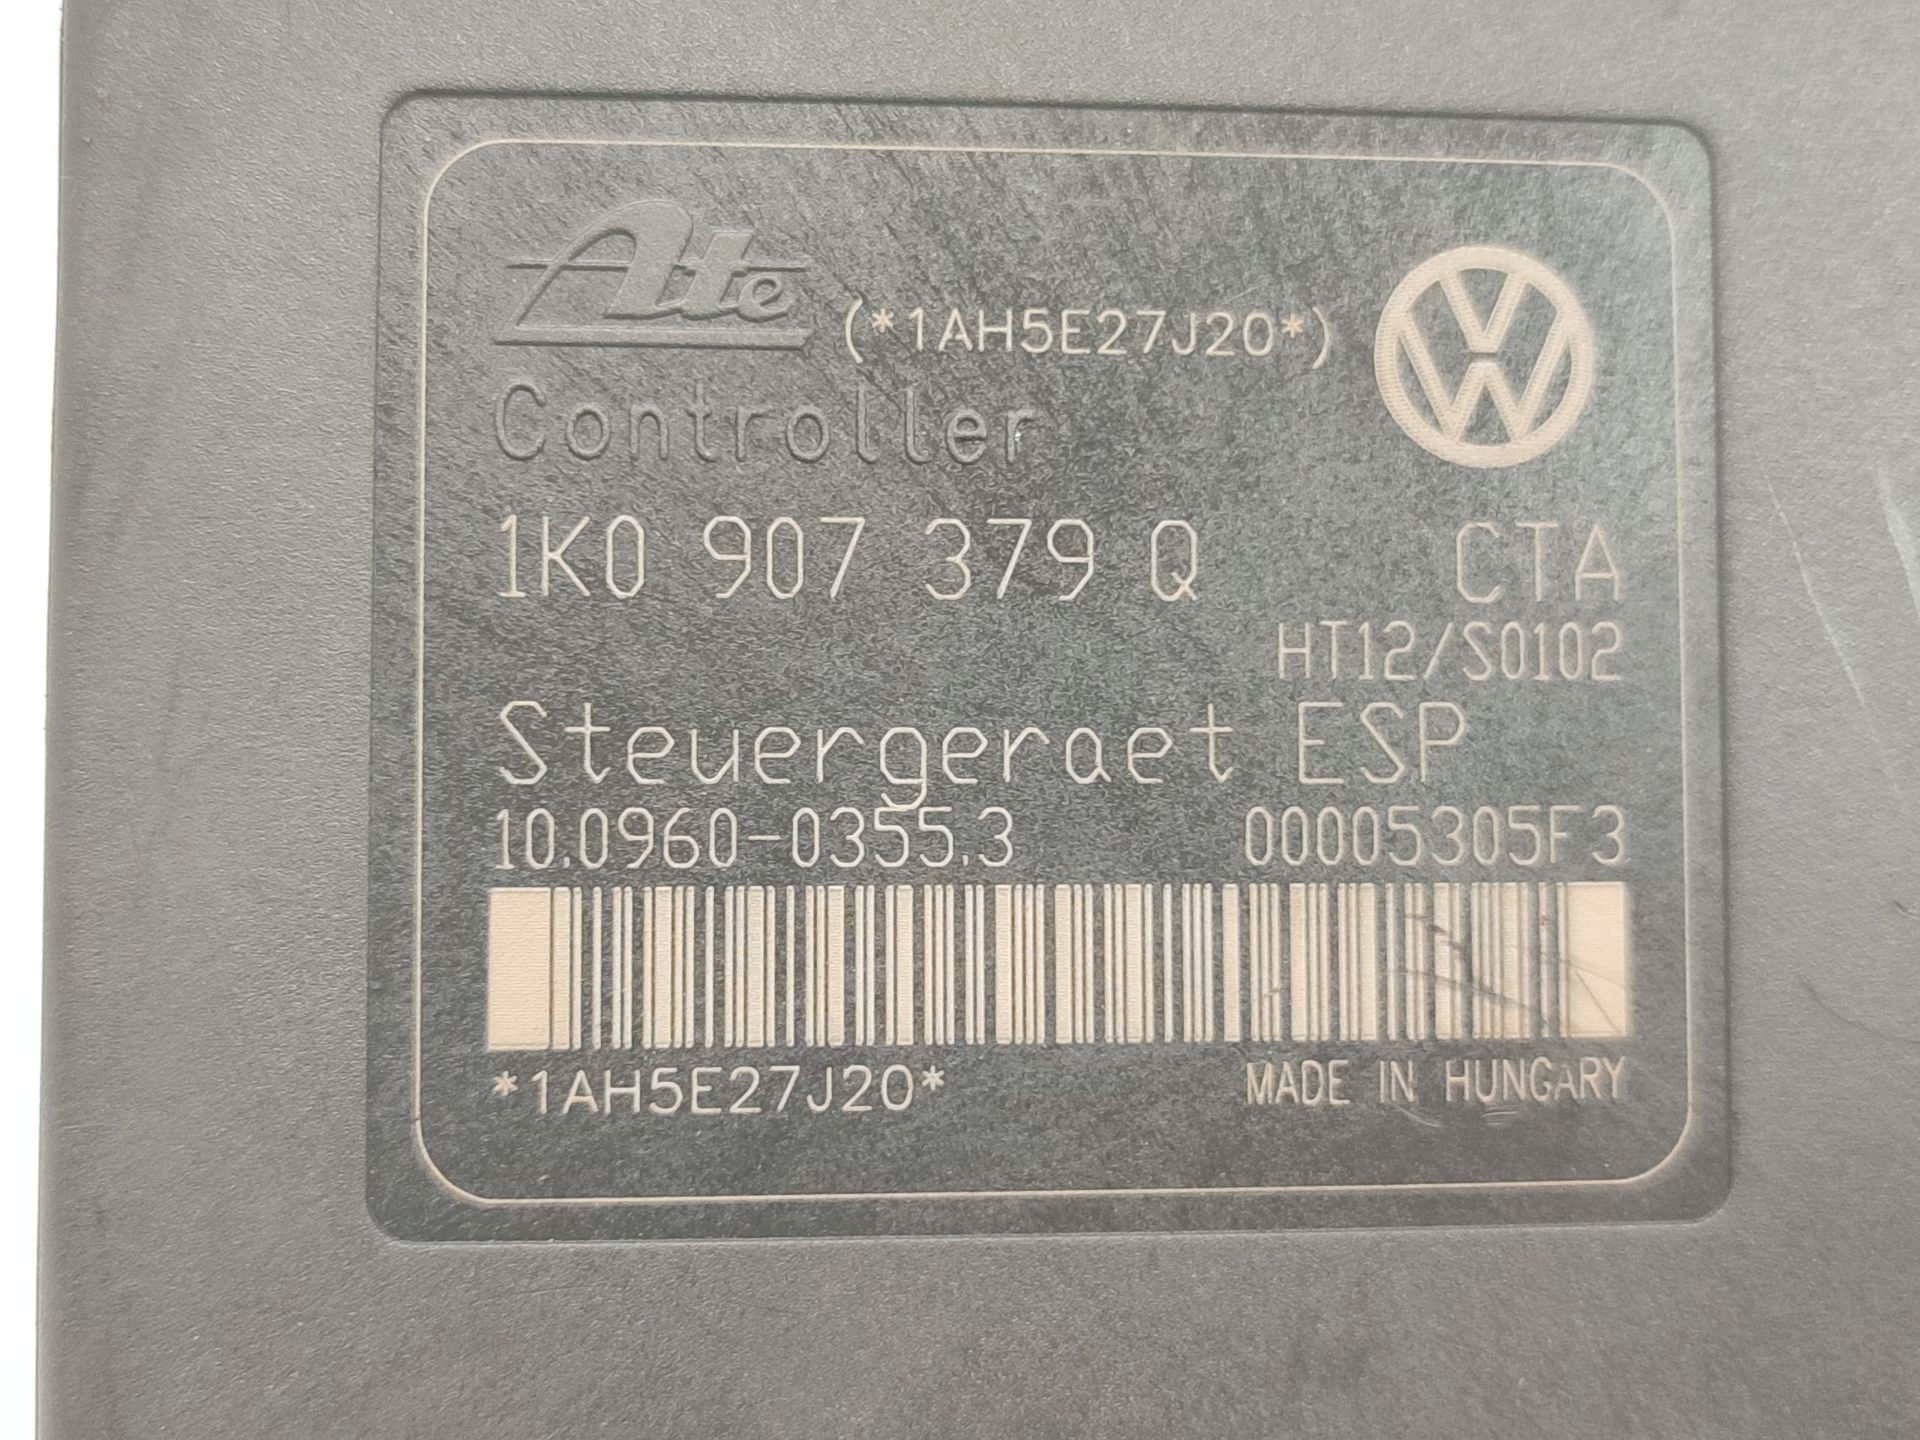 Ate (*1AH5E27J20*)
Controller
1K0 907 379 Q CTA
HT12/S0102
Steuergeraet ESP
10.0960-0355.3 00005305F3
*1AH5E27J20* MADE IN HUNGARY